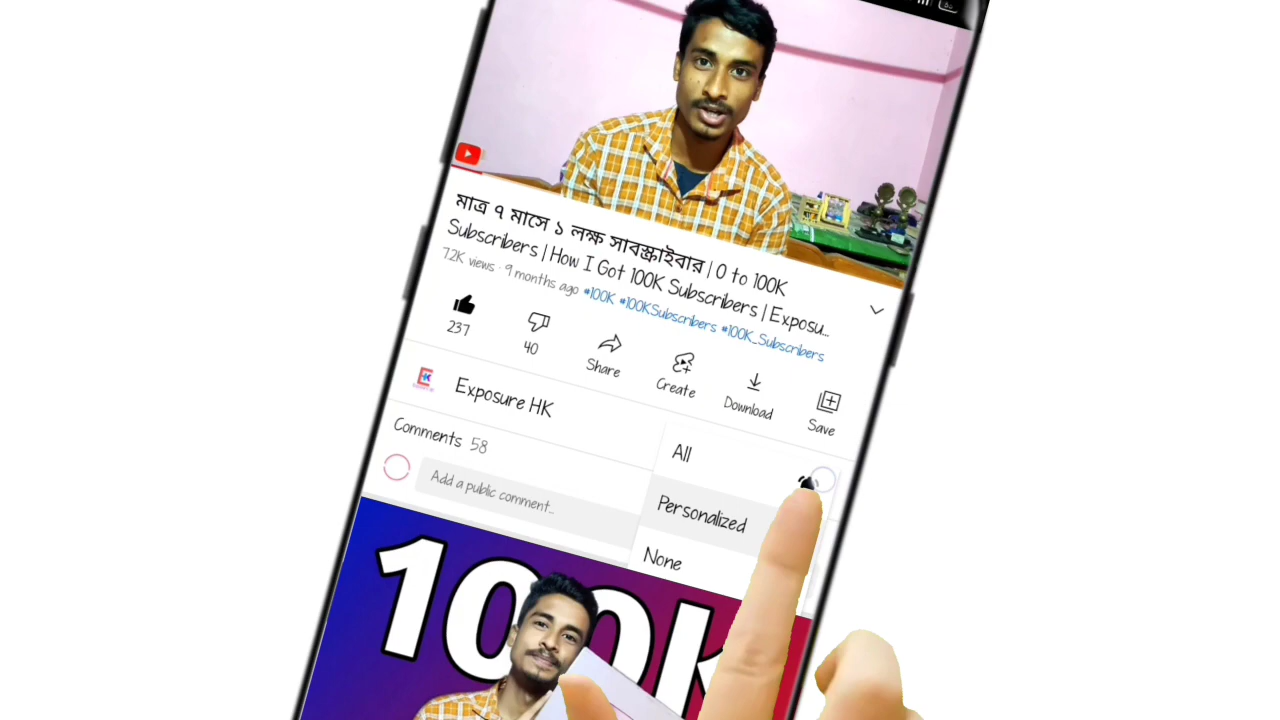 মাত্র ৭ মাসে ১ লক্ষ সাবস্ক্রাইবার | 0 to 100K
Subscribers | How I Got 100K Subscribers | Exposu...
7.2K views · 9 months ago #100K #100KSubscribers #100K_Subscribers
237
40
Share
Create
Download
Save
Exposure HK
All
Personalized
None
Comments 58
Add a public comment...
100K